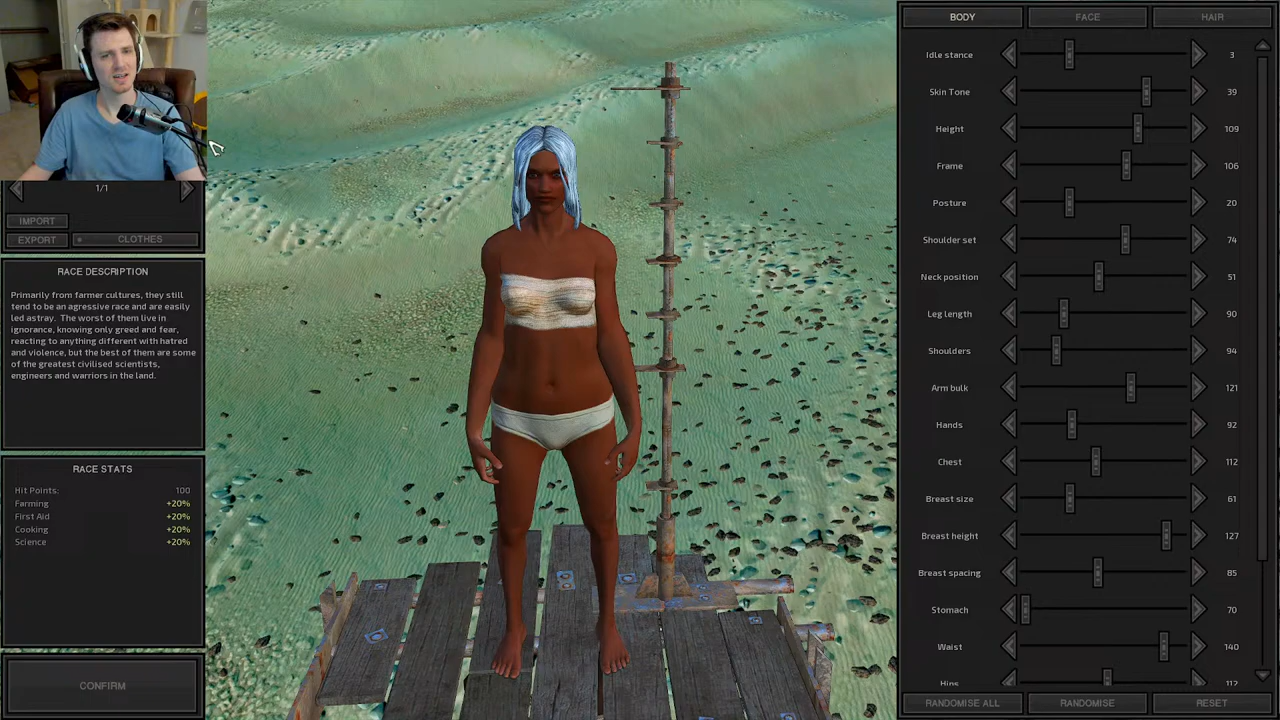 1/1
IMPORT
EXPORT
CLOTHES
RACE DESCRIPTION
Primarily from farmer cultures, they still
tend to be an agressive race and are easily
led astray. The worst of them live in
ignorance, knowing only greed and fear,
reacting to anything different with hatred
and violence, but the best of them are some
of the greatest civilised scientists,
engineers and warriors in the land.
RACE STATS
Hit Points: 100
Farming +20%
First Aid +20%
Cooking +20%
Science +20%
CONFIRM
BODY FACE HAIR
Idle stance 3
Skin Tone 39
Height 109
Frame 106
Posture 20
Shoulder set 74
Neck position 51
Leg length 90
Shoulders 94
Arm bulk 121
Hands 92
Chest 112
Breast size 61
Breast height 127
Breast spacing 85
Stomach 70
Waist 140
Hips 112
RANDOMISE ALL RANDOMISE RESET